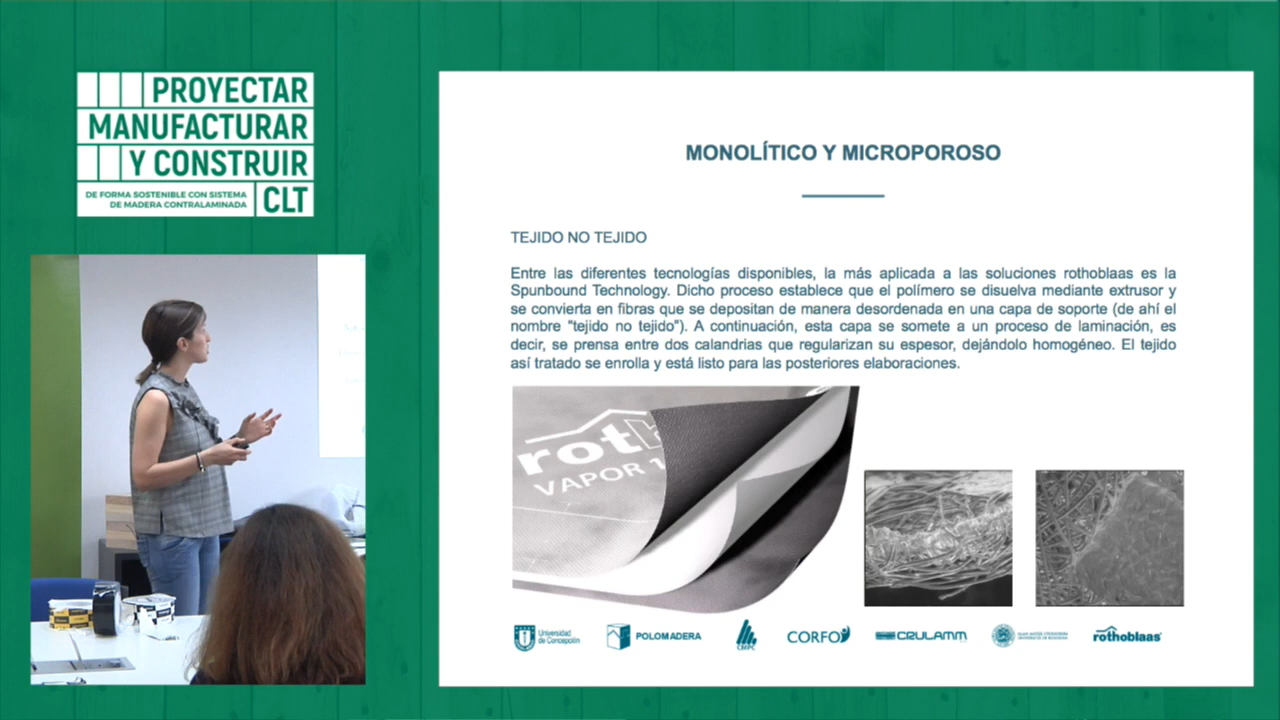 PROYECTAR
MANUFACTURAR
Y CONSTRUIR
DE FORMA SOSTENIBLE CON SISTEMA
DE MADERA CONTRALAMINADA
CLT
MONOLÍTICO Y MICROPOROSO
TEJIDO NO TEJIDO
Entre las diferentes tecnologías disponibles, la más aplicada a las soluciones rothoblaas es la
Spunbound Technology. Dicho proceso establece que el polímero se disuelva mediante extrusor y
se convierta en fibras que se depositan de manera desordenada en una capa de soporte (de ahí el
nombre "tejido no tejido"). A continuación, esta capa se somete a un proceso de laminación, es
decir, se prensa entre dos calandrias que regularizan su espesor, dejándolo homogéneo. El tejido
así tratado se enrolla y está listo para las posteriores elaboraciones.
roth
VAPOR 1
Universidad
de Concepción
POLOMADERA
CMPC
CORFO
CRULAMM
rothoblaas